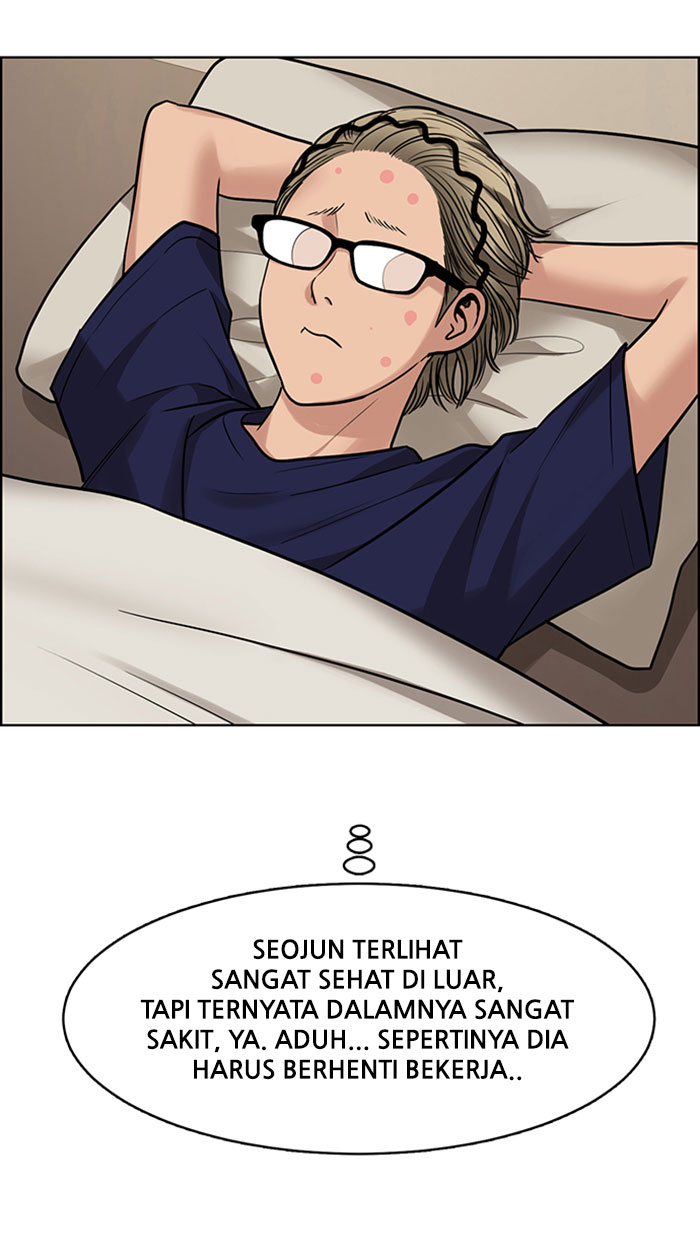 SEOJUN TERLIHAT
SANGAT SEHAT DI LUAR,
TAPI TERNYATA DALAMNYA SANGAT
SAKIT, YA. ADUH... SEPERTINYA DIA
HARUS BERHENTI BEKERJA..